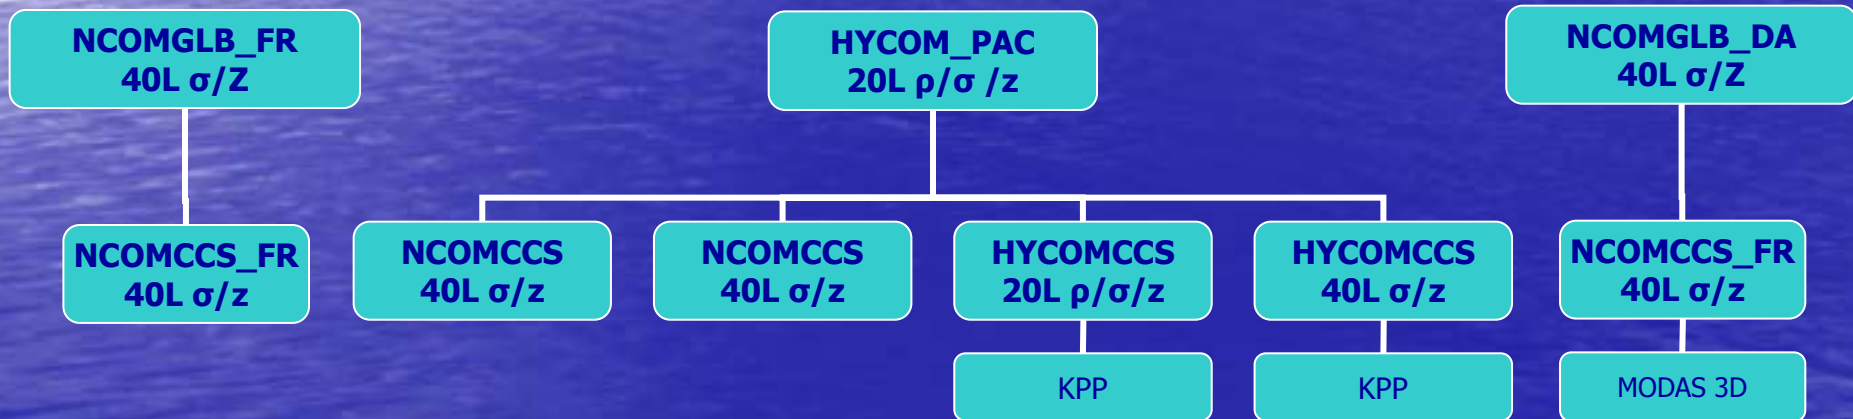 NCOMGLB_FR
40L σ/Z
HYCOM_PAC
20L ρ/σ /z
NCOMGLB_DA
40L σ/Z
NCOMCCS_FR
40L σ/z
NCOMCCS
40L σ/z
NCOMCCS
40L σ/z
HYCOMCCS
20L ρ/σ/z
HYCOMCCS
40L σ/z
NCOMCCS_FR
40L σ/z
KPP
KPP
MODAS 3D